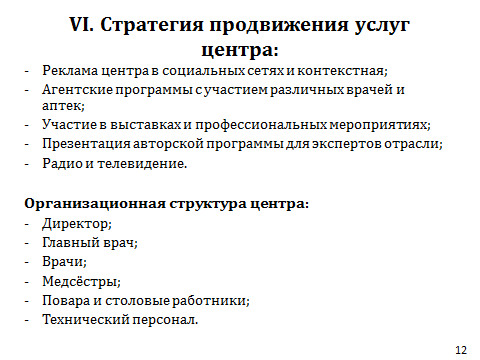 VI. Стратегия продвижения услуг
центра:
- Реклама центра в социальных сетях и контекстная;
- Агентские программы с участием различных врачей и
аптек;
- Участие в выставках и профессиональных мероприятиях;
- Презентация авторской программы для экспертов отрасли;
- Радио и телевидение.
Организационная структура центра:
- Директор;
- Главный врач;
- Врачи;
- Медсёстры;
- Повара и столовые работники;
- Технический персонал.
12